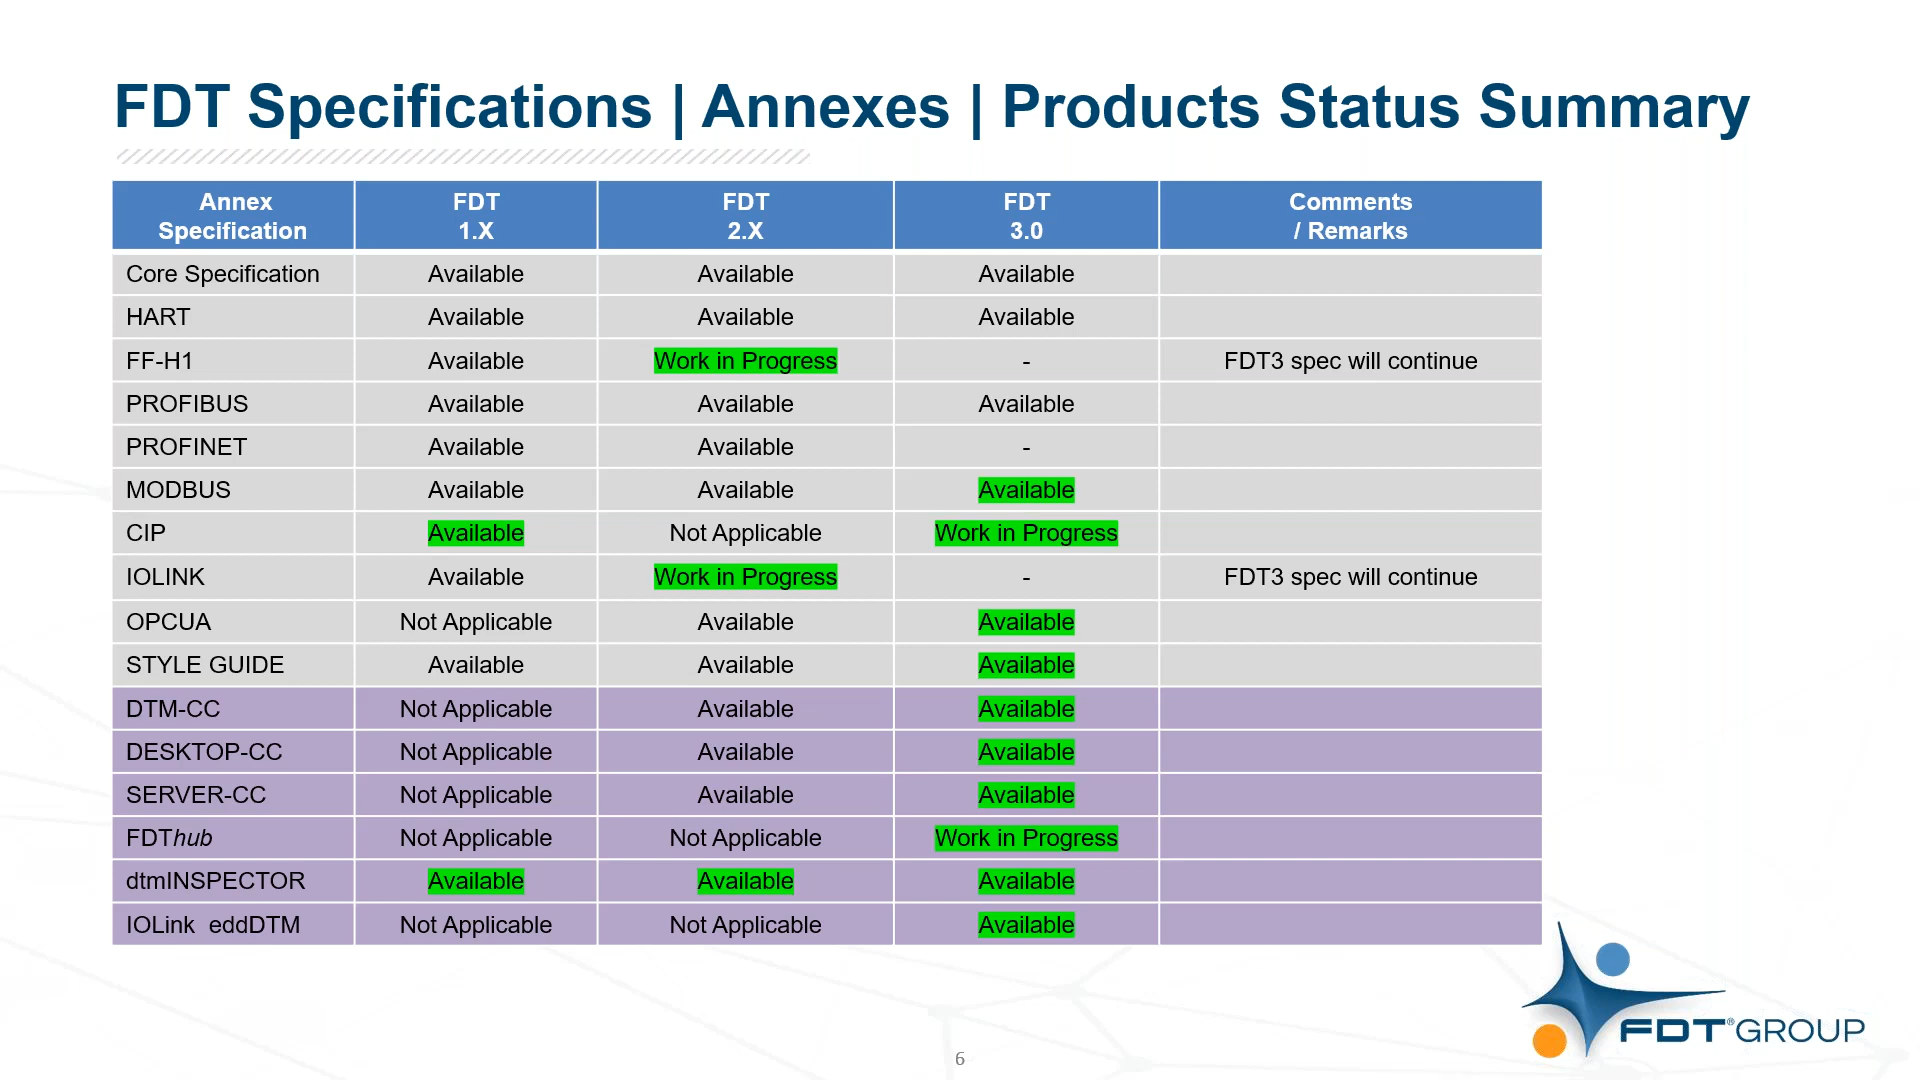 FDT Specifications | Annexes | Products Status Summary
Annex Specification FDT 1.X FDT 2.X FDT 3.0 Comments / Remarks
Core Specification Available Available Available
HART Available Available Available
FF-H1 Available Work in Progress - FDT3 spec will continue
PROFIBUS Available Available Available
PROFINET Available Available -
MODBUS Available Available Available
CIP Available Not Applicable Work in Progress
IOLINK Available Work in Progress - FDT3 spec will continue
OPCUA Not Applicable Available Available
STYLE GUIDE Available Available Available
DTM-CC Not Applicable Available Available
DESKTOP-CC Not Applicable Available Available
SERVER-CC Not Applicable Available Available
FDThub Not Applicable Not Applicable Work in Progress
dtmINSPECTOR Available Available Available
IOLink eddDTM Not Applicable Not Applicable Available
FDT® GROUP
6